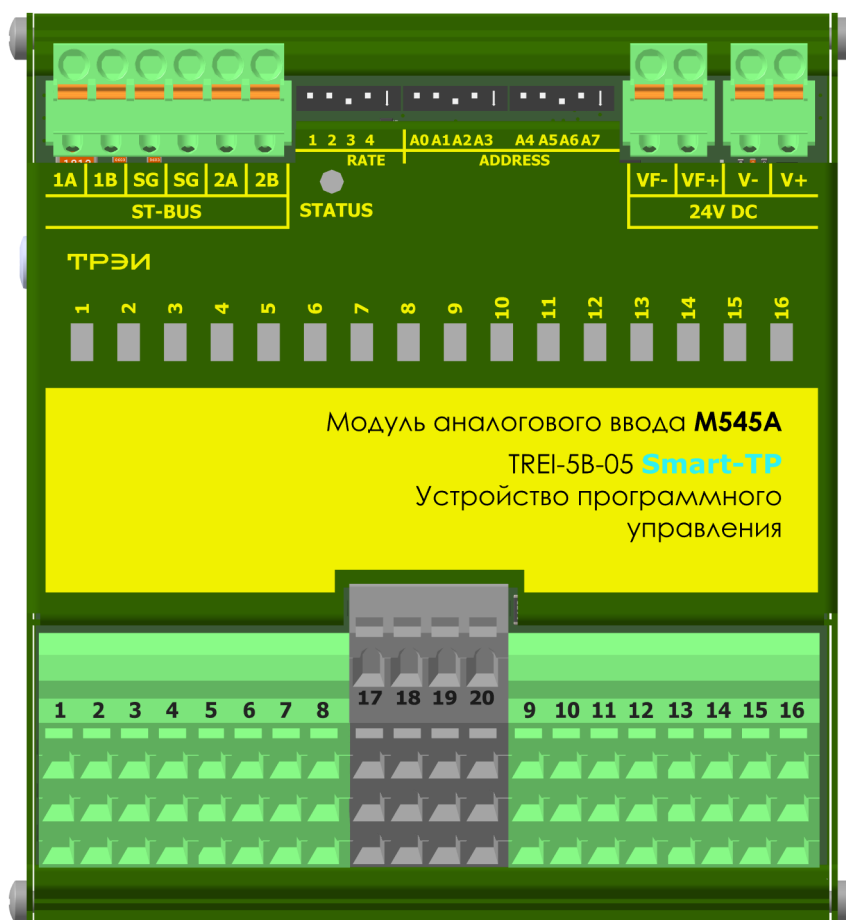 1 2 3 4 A0 A1 A2 A3 A4 A5 A6 A7
RATE ADDRESS
1A 1B SG SG 2A 2B VF- VF+ V- V+
ST-BUS STATUS 24V DC
ТРЭИ
1 2 3 4 5 6 7 8 9 10 11 12 13 14 15 16
Модуль аналогового ввода M545A
TREI-5B-05 Smart-TP
Устройство программного
управления
17 18 19 20
1 2 3 4 5 6 7 8 9 10 11 12 13 14 15 16